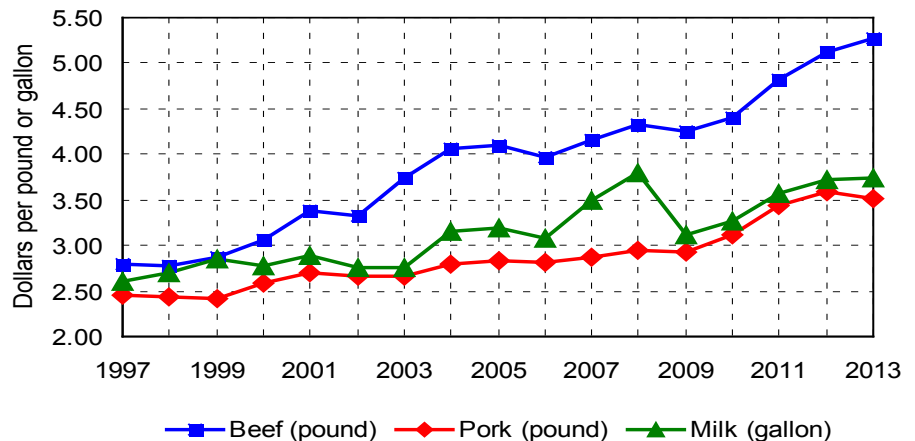 Dollars per pound or gallon
5.50
5.00
4.50
4.00
3.50
3.00
2.50
2.00
1997 1999 2001 2003 2005 2007 2009 2011 2013
Beef (pound) Pork (pound) Milk (gallon)